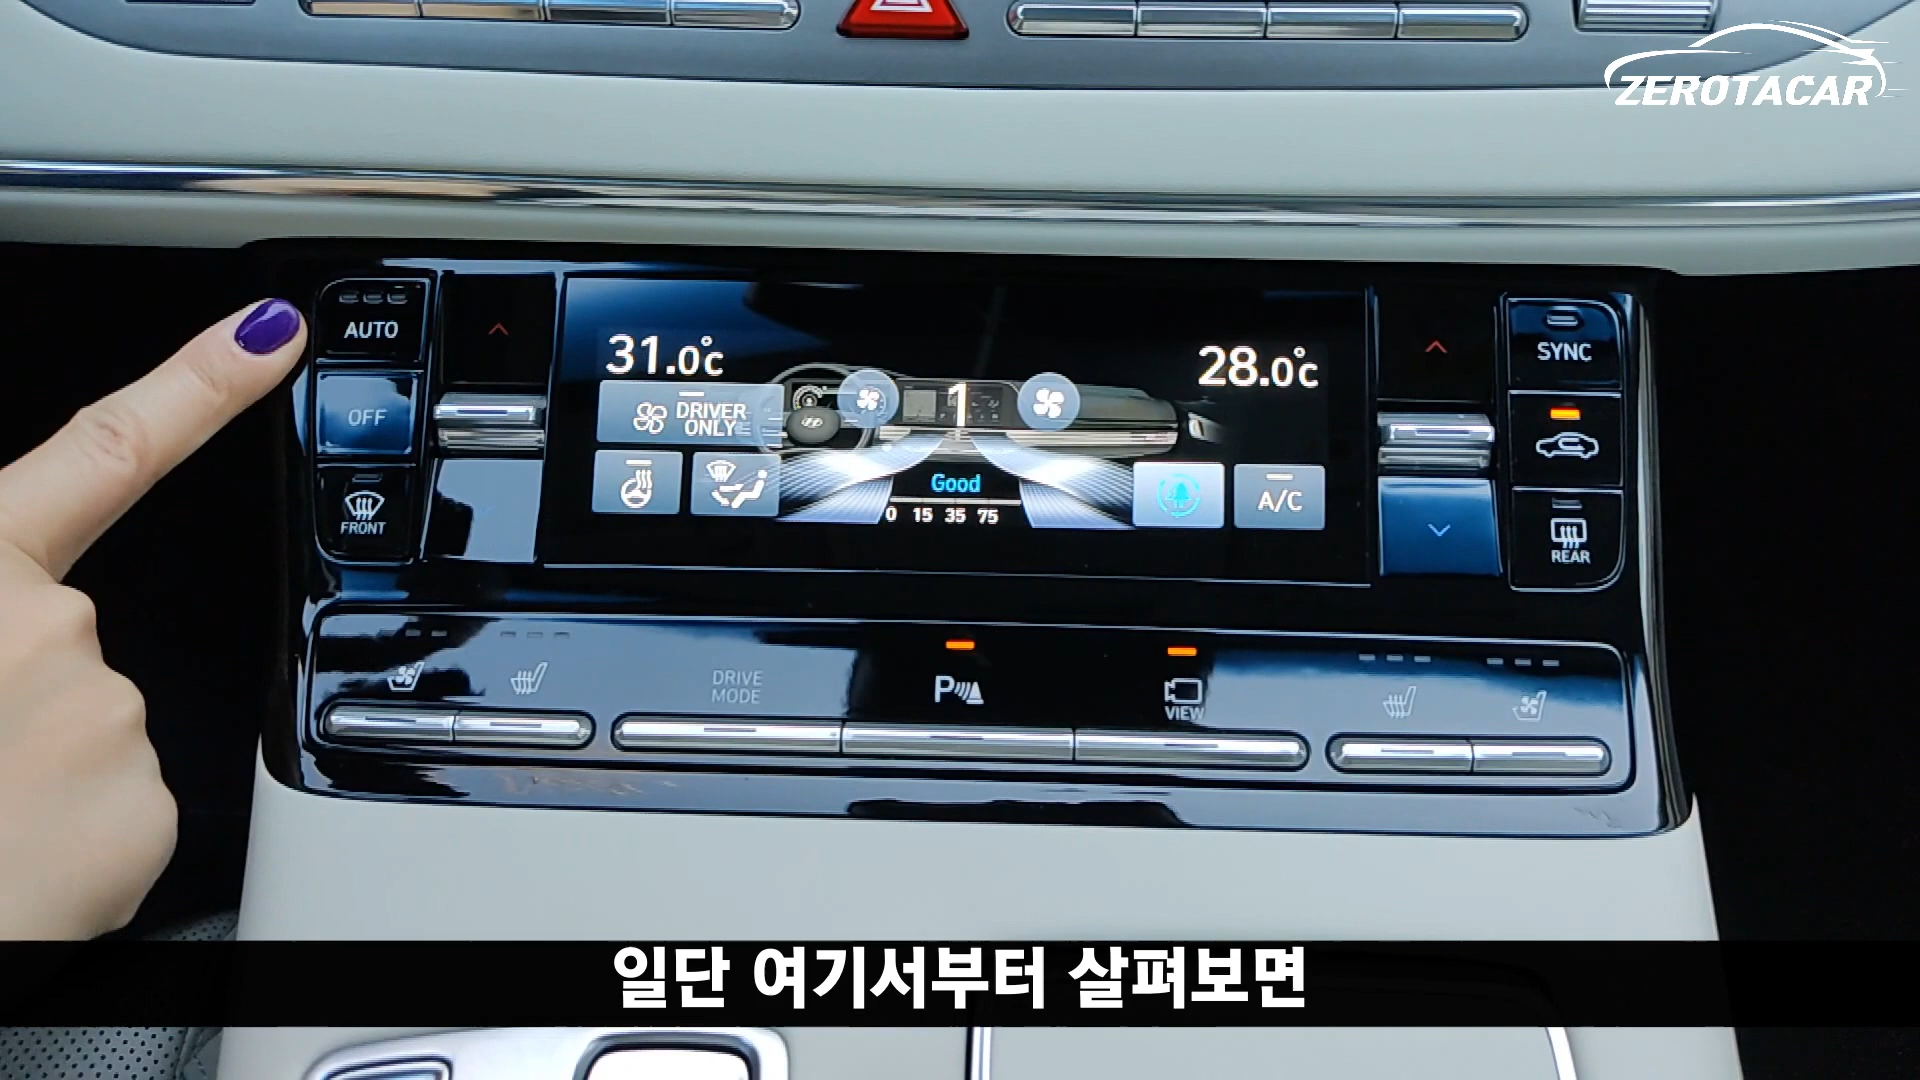 ZEROTACAR
AUTO
OFF
FRONT
31.0°C
DRIVER
ONLY
1
28.0°C
Good
0 15 35 75
A/C
SYNC
REAR
DRIVE
MODE
P
VIEW
일단 여기서부터 살펴보면